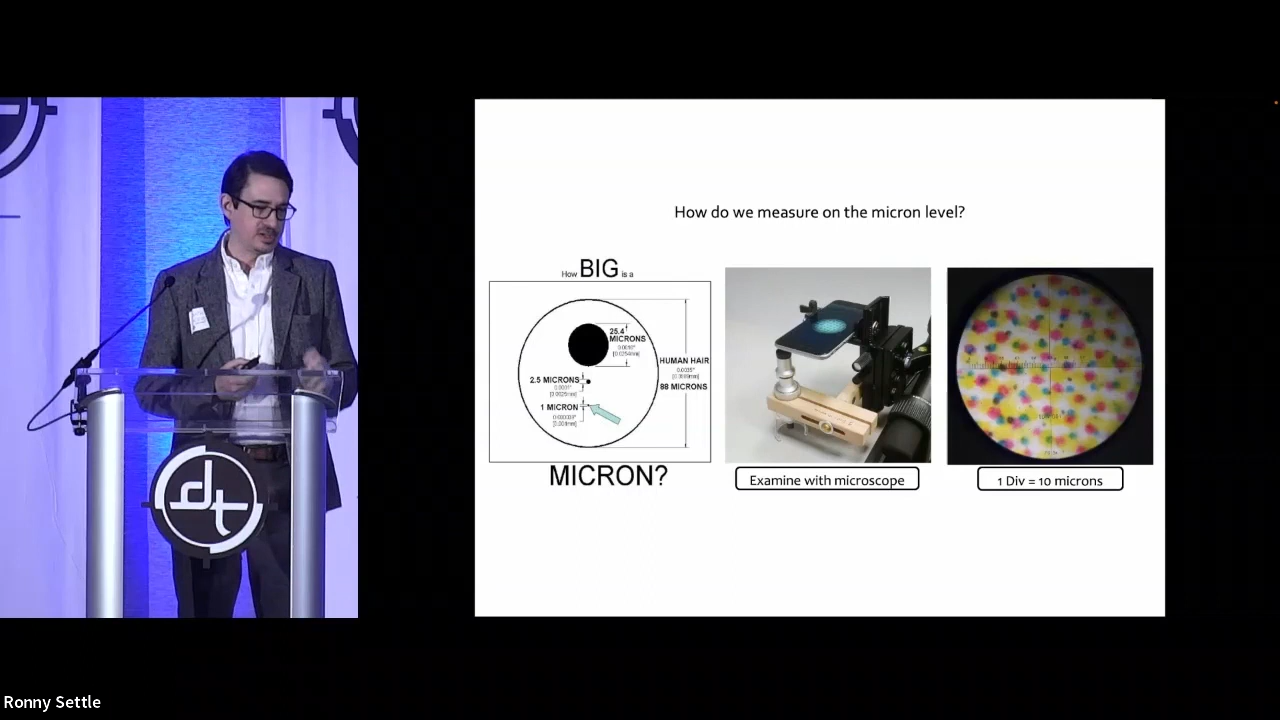 How do we measure on the micron level?
How BIG is a
25.4
MICRONS
HUMAN HAIR
88 MICRONS
2.5 MICRONS
1 MICRON
MICRON?
Examine with microscope
1 Div = 10 microns
dt
Ronny Settle